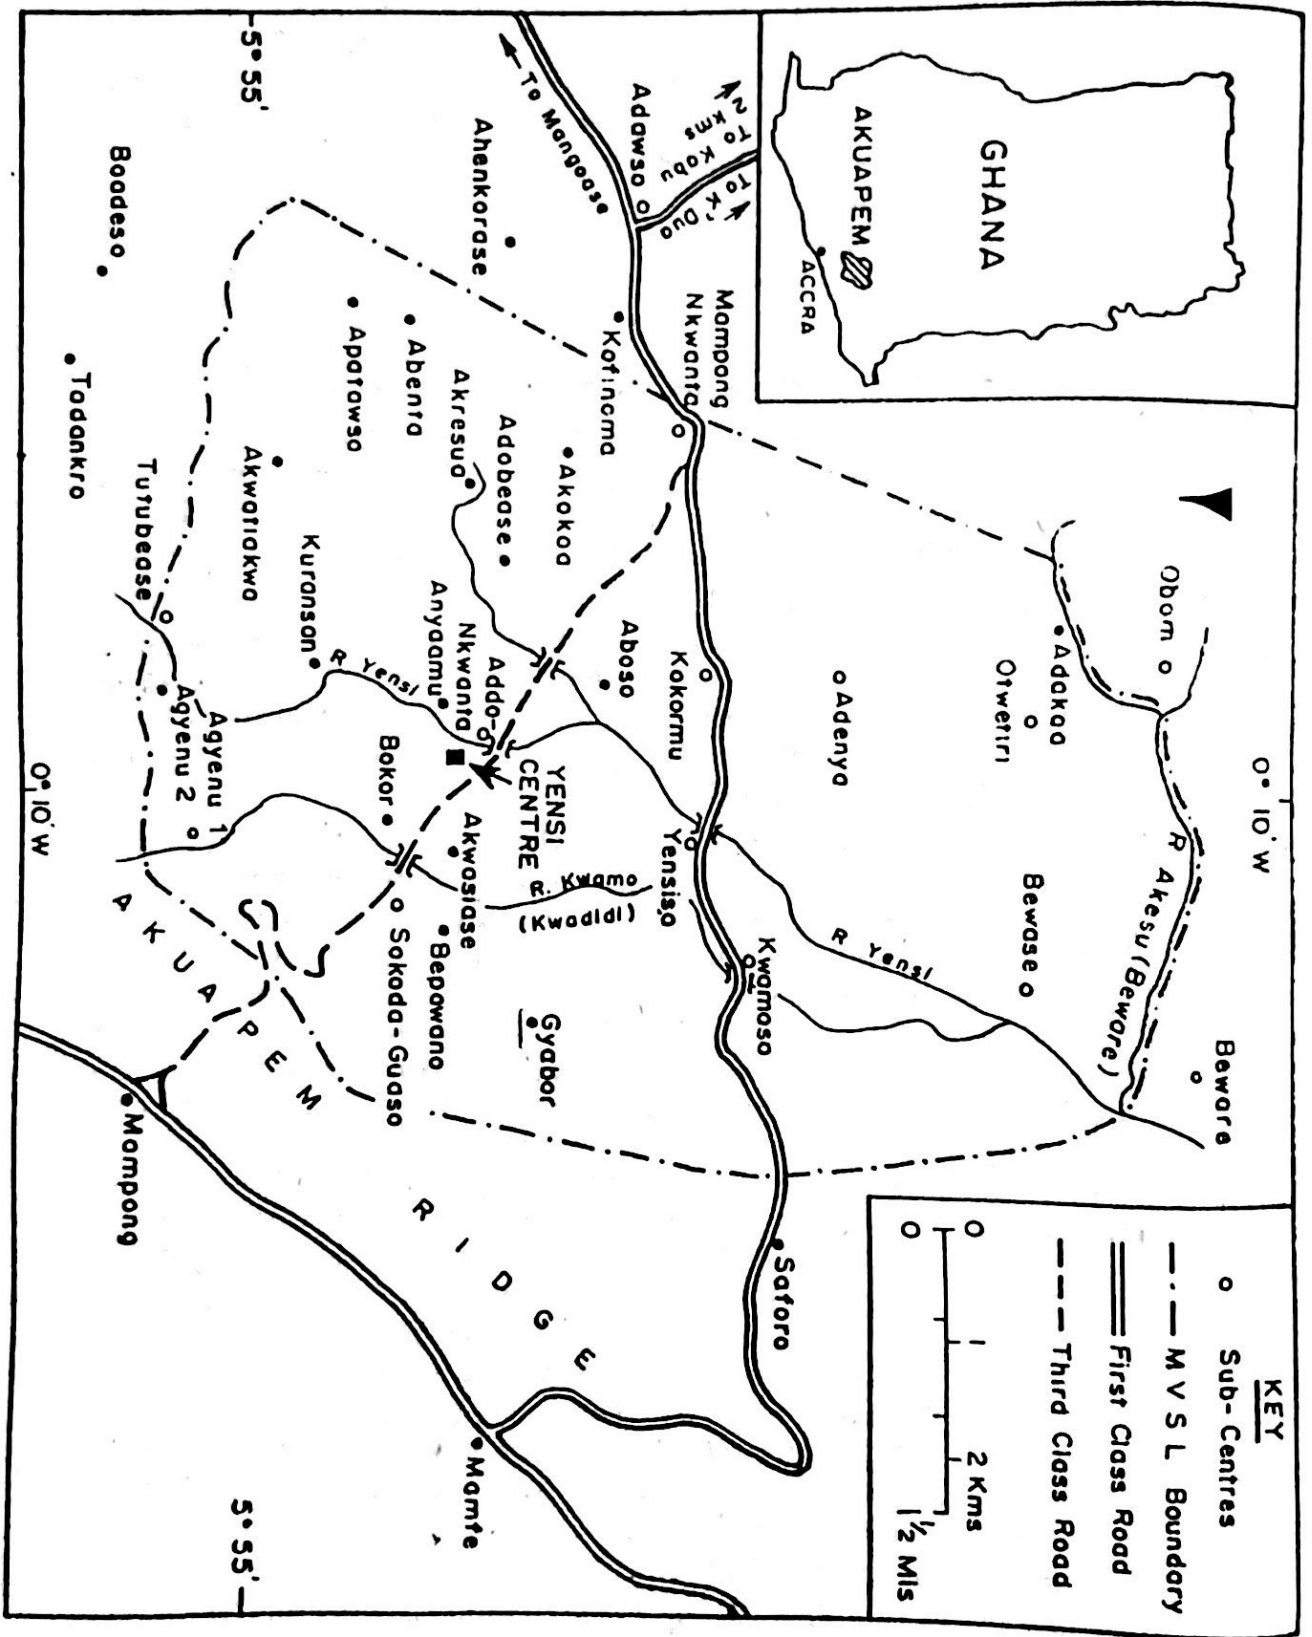 GHANA
AKUAPEM
ACCRA
KEY
Sub-Centres
M V S L Boundary
First Class Road
Third Class Road
0 1 2 Kms
0 1½ Mls
0° 10' W
Obom
Beware
R Akesu (Beware)
Adakaa
Otwetiri
Bewase
Adenya
R Yensi
To Kobu
2 kms
To K'Duo
Adawso
To Mangoase
Mampong
Nkwanta
Kokormu
Yensiso
Kwamoso
Saforo
Kofincma
Aboso
Ahenkorase
Akokoa
Adobease
Akresua
Abenta
Apatawso
YENSI
CENTRE
Addo-
Nkwanta
Anyaamu
R. Kwamo
(Kwadidi)
Gyabor
Akwasiase
Bepowano
Bokor
Sokoda-Guaso
R Yensi
Kuranson
Akwatiakwa
Agyenu 1
Agyenu 2
Tutubease
Boadeso
Tadankro
AKUAPEM RIDGE
Mampong
Mamfe
5° 55'
5° 55'
0° 10' W